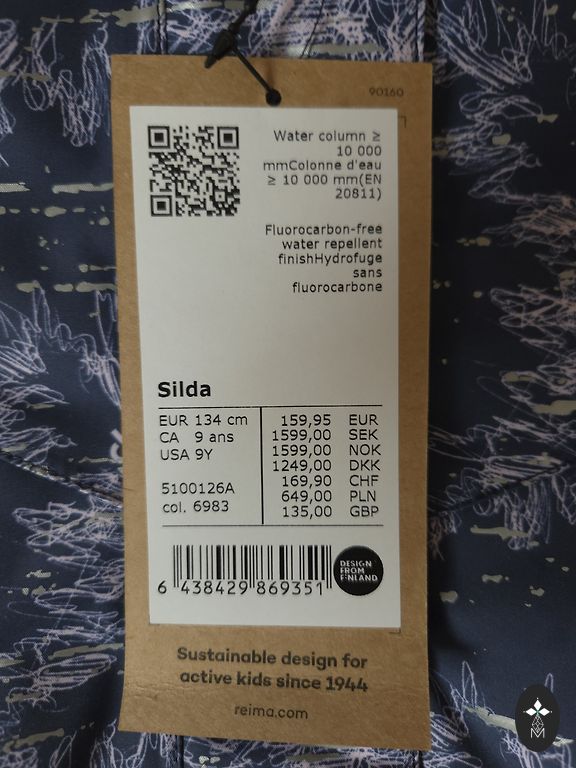 90160
Water column ≥
10 000
mmColonne d'eau
≥ 10 000 mm(EN
20811)
Fluorocarbon-free
water repellent
finishHydrofuge
sans
fluorocarbone
Silda
EUR 134 cm
CA 9 ans
USA 9Y
5100126A
col. 6983
159,95 EUR
1599,00 SEK
1599,00 NOK
1249,00 DKK
169,90 CHF
649,00 PLN
135,00 GBP
6 438429 869351
DESIGN
FROM
FINLAND
Sustainable design for
active kids since 1944
reima.com
M